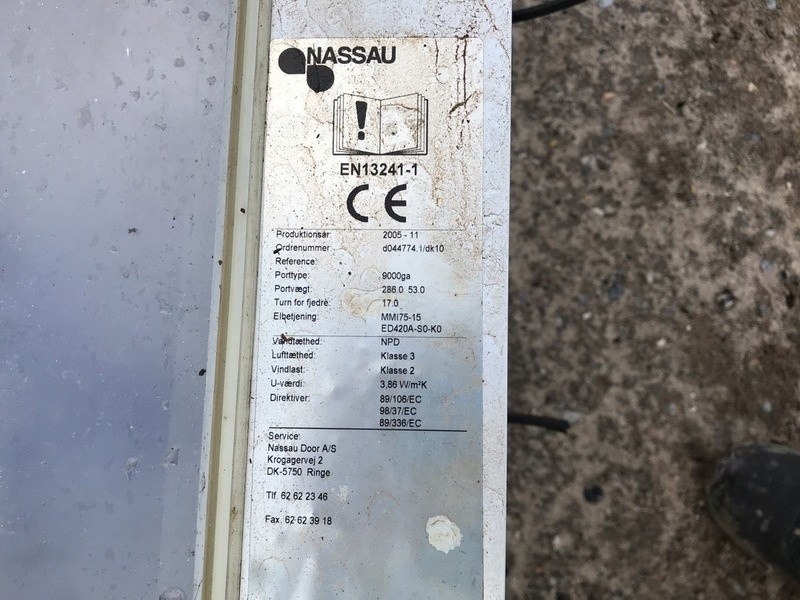 NASSAU
!
EN13241-1
CE
Produktionsår: 2005 - 11
Ordrenummer: d044774.1/dk10
Reference:
Porttype: 9000ga
Portvægt: 286.0 53.0
Turn for fjedre: 17.0
Elbetjening: MMI75-15
ED420A-S0-K0
Vandtæthed: NPD
Lufttæthed: Klasse 3
Vindlast: Klasse 2
U-værdi: 3,86 W/m²K
Direktiver: 89/106/EC
98/37/EC
89/336/EC
Service:
Nassau Door A/S
Krogagervej 2
DK-5750 Ringe
Tlf. 62 62 23 46
Fax. 62 62 39 18